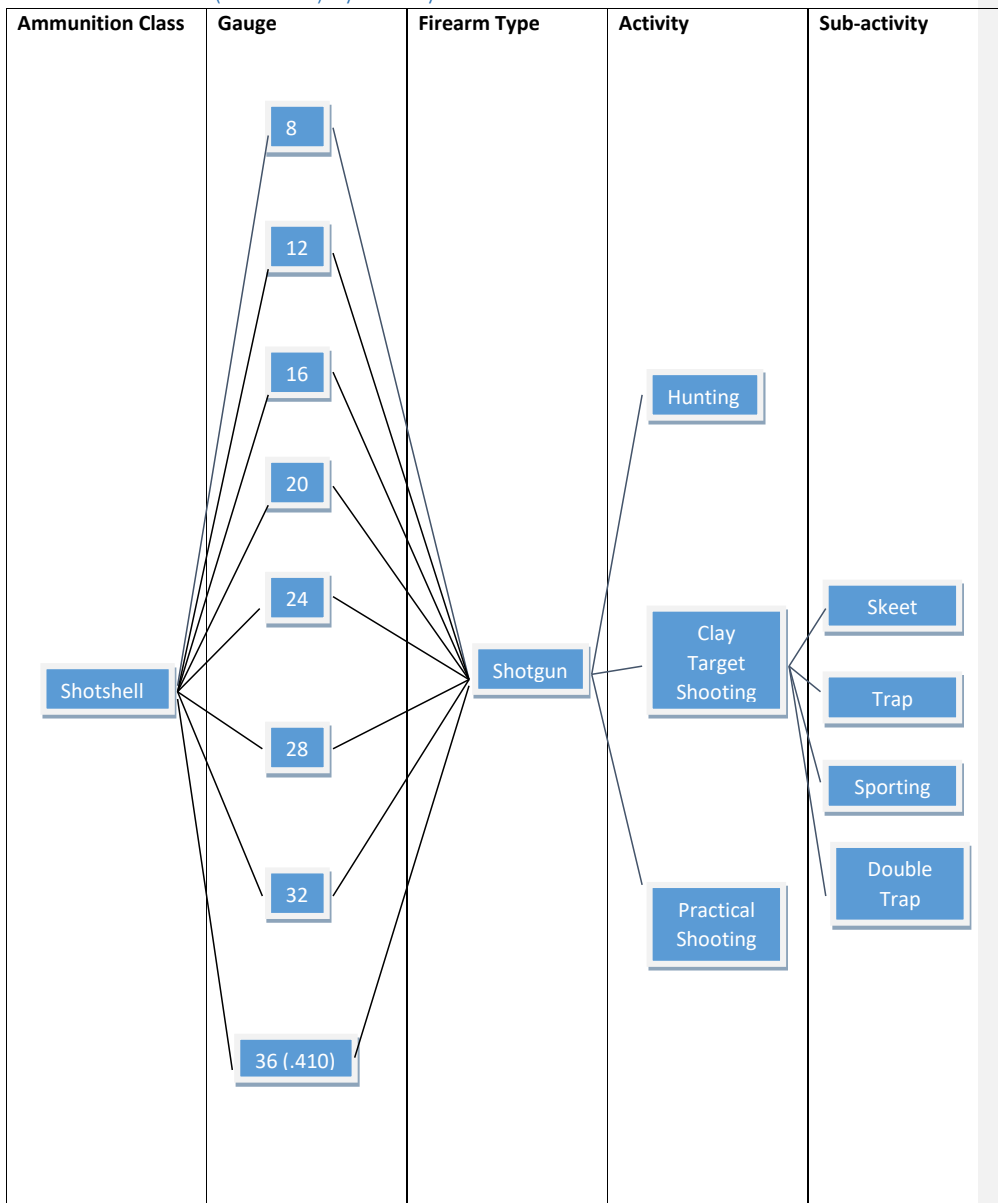 Ammunition Class
Gauge
Firearm Type
Activity
Sub-activity
8
12
16
20
24
28
32
36 (.410)
Shotshell
Shotgun
Hunting
Clay
Target
Shooting
Practical
Shooting
Skeet
Trap
Sporting
Double
Trap